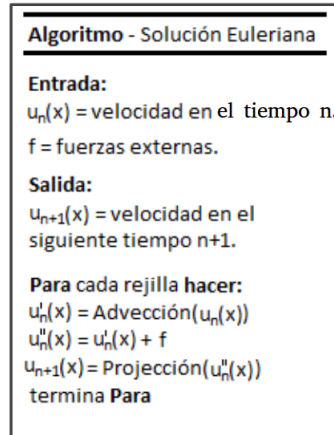 Algoritmo - Solución Euleriana
Entrada:
uₙ(x) = velocidad en el tiempo n.
f = fuerzas externas.
Salida:
uₙ₊₁(x) = velocidad en el
siguiente tiempo n+1.
Para cada rejilla hacer:
u'ₙ(x) = Advección(uₙ(x))
u''ₙ(x) = u'ₙ(x) + f
uₙ₊₁(x) = Projección(u''ₙ(x))
termina Para